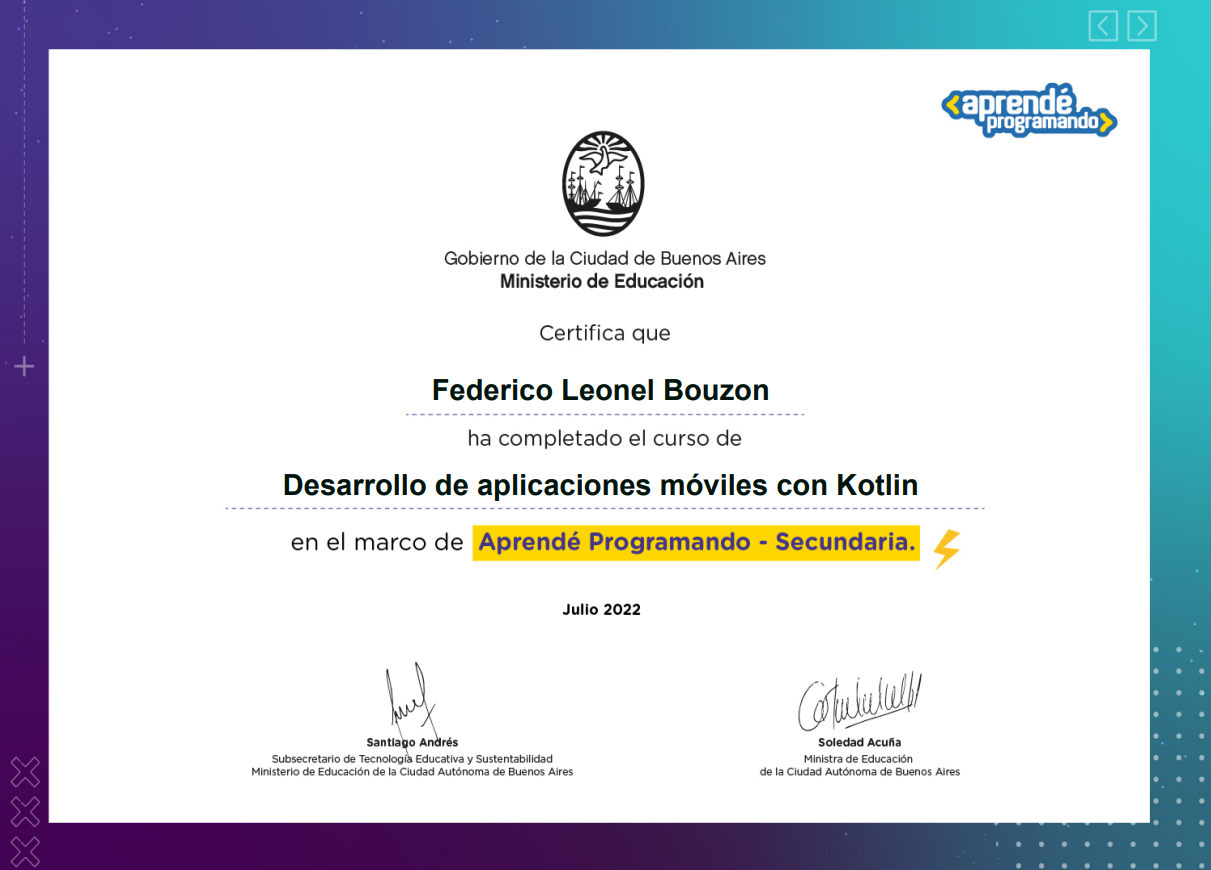 <aprendé
programando>
Gobierno de la Ciudad de Buenos Aires
Ministerio de Educación
Certifica que
Federico Leonel Bouzon
ha completado el curso de
Desarrollo de aplicaciones móviles con Kotlin
en el marco de Aprendé Programando - Secundaria.
Julio 2022
Santiago Andrés
Subsecretario de Tecnología Educativa y Sustentabilidad
Ministerio de Educación de la Ciudad Autónoma de Buenos Aires
Soledad Acuña
Ministra de Educación
de la Ciudad Autónoma de Buenos Aires